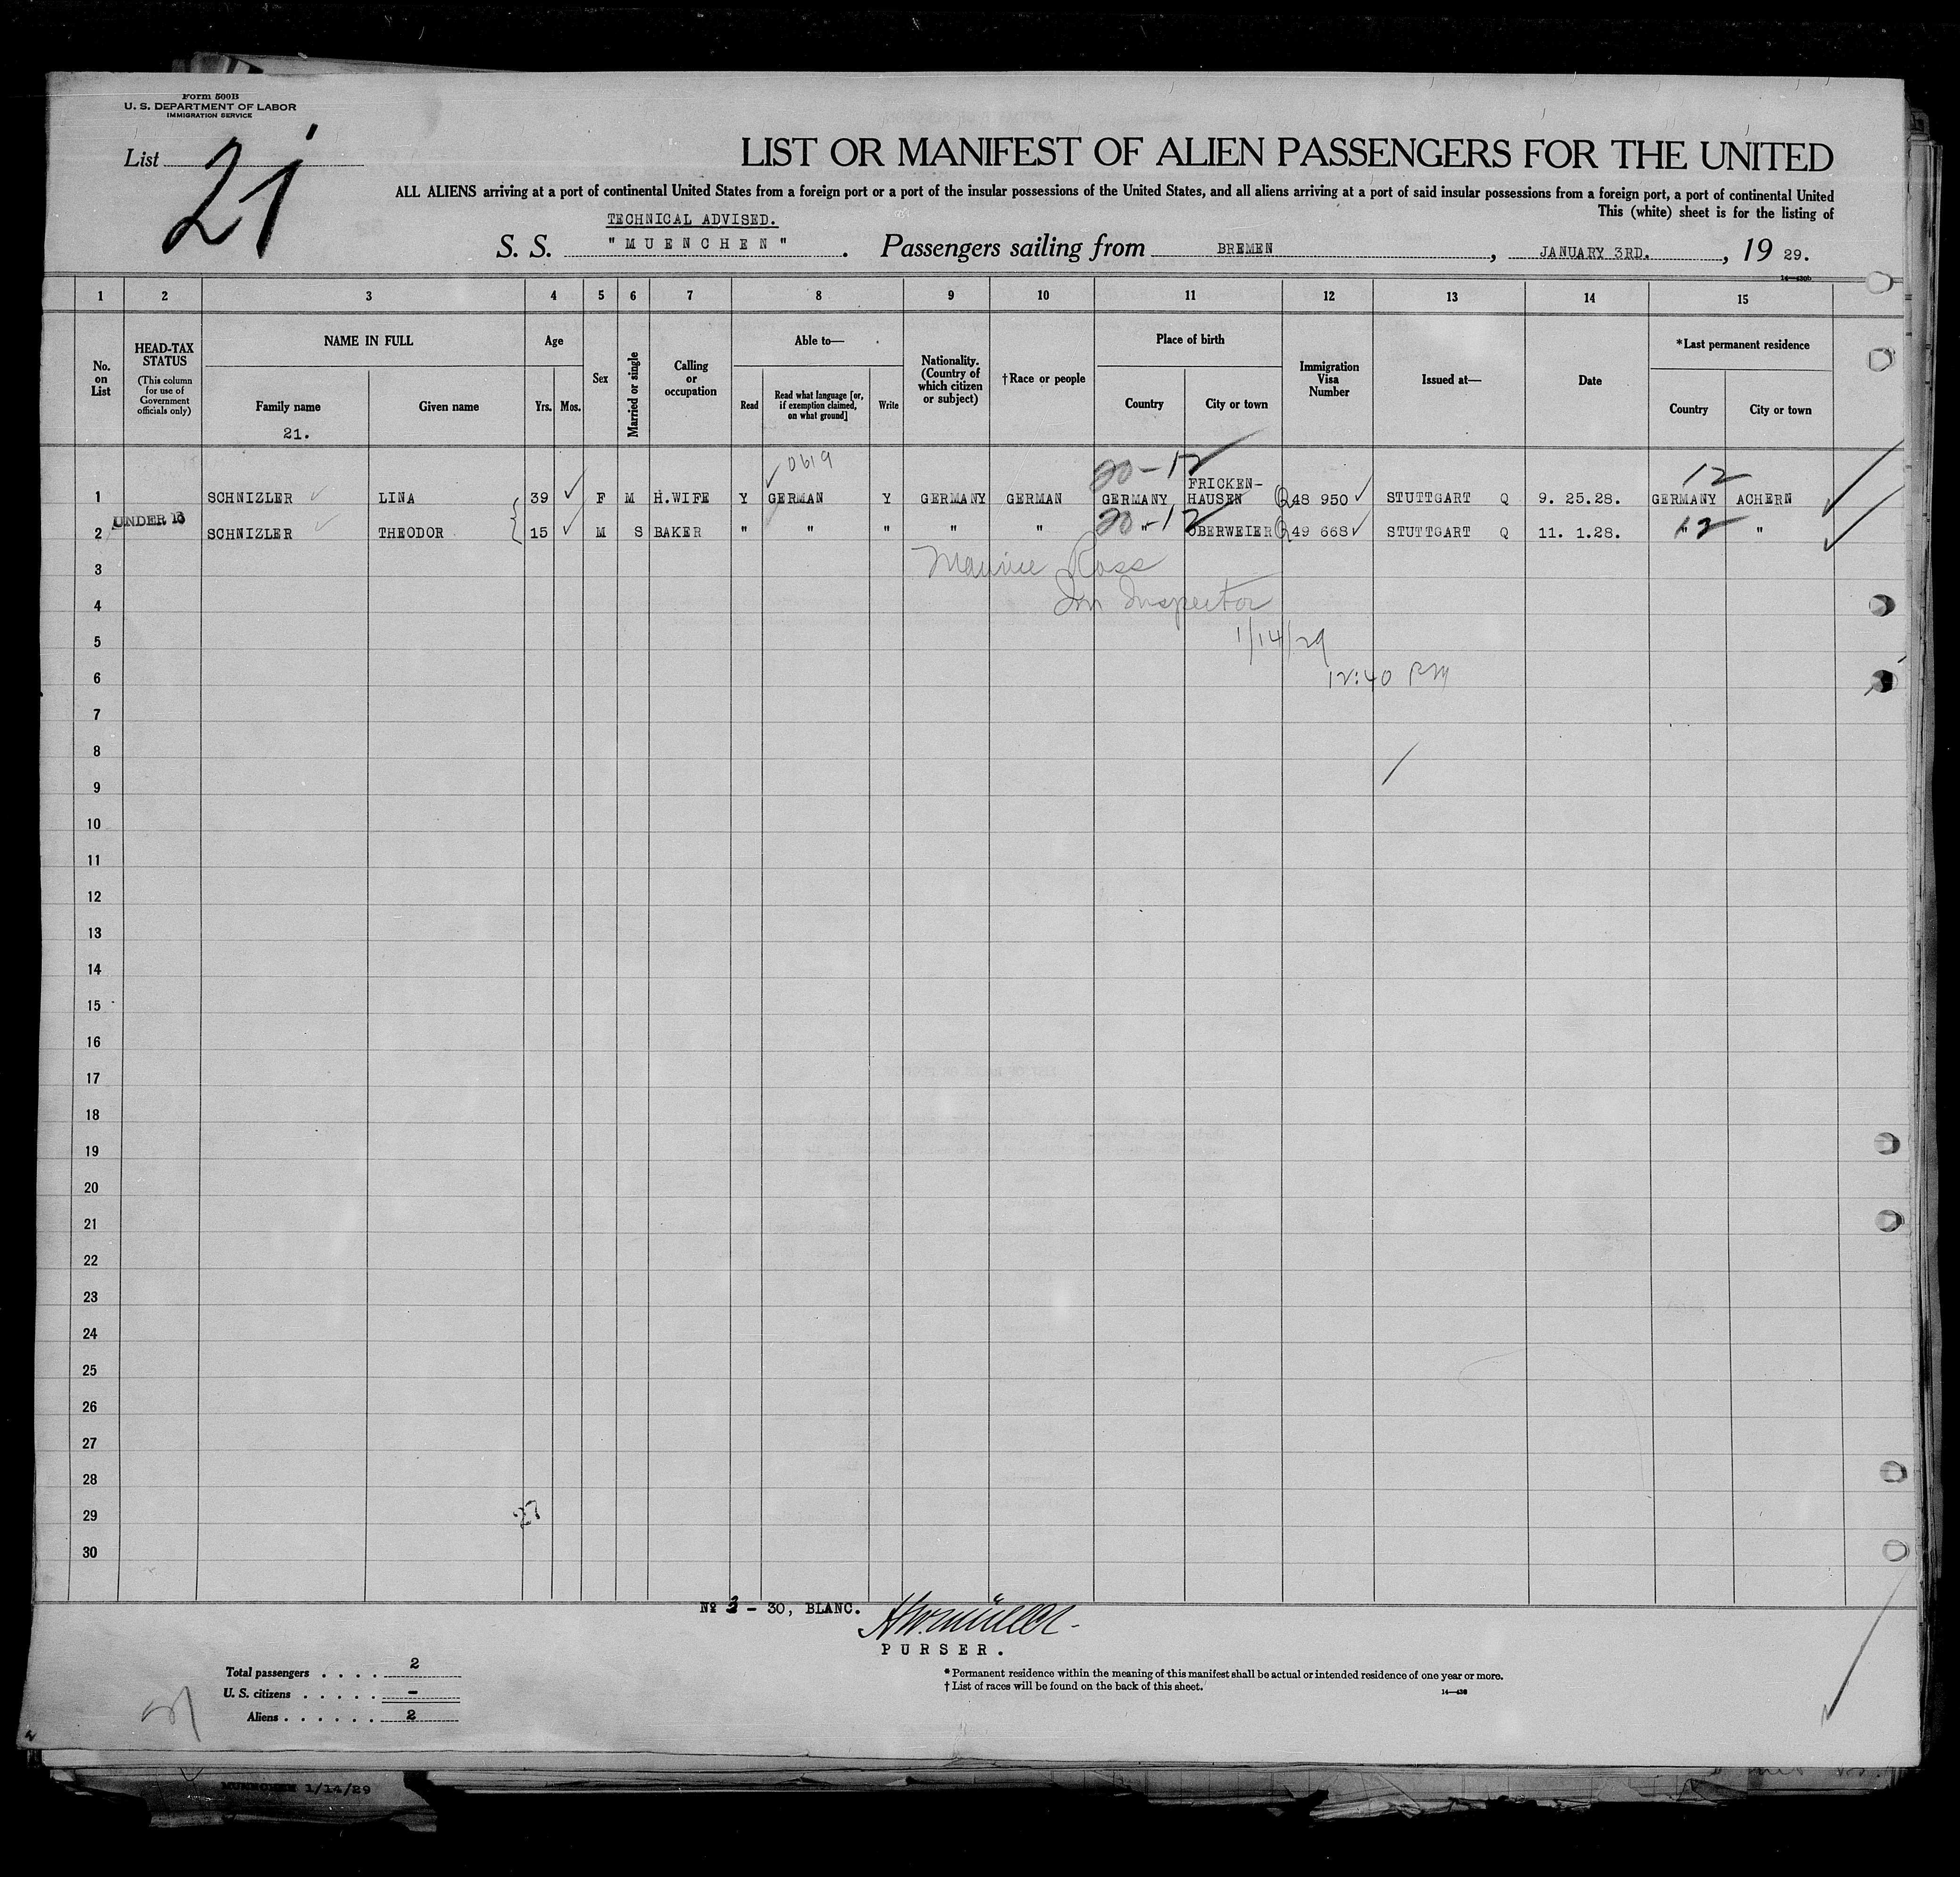 Form 500B
U. S. DEPARTMENT OF LABOR
IMMIGRATION SERVICE
List 21
LIST OR MANIFEST OF ALIEN PASSENGERS FOR THE UNITED
ALL ALIENS arriving at a port of continental United States from a foreign port or a port of the insular possessions of the United States, and all aliens arriving at a port of said insular possessions from a foreign port, a port of continental United
This (white) sheet is for the listing of
TECHNICAL ADVISED.
S. S. "MUENCHEN". Passengers sailing from BREMEN, JANUARY 3RD., 19 29.
14—430b
1 2 3 4 5 6 7 8 9 10 11 12 13 14 15
No. on List
HEAD-TAX STATUS
(This column for use of Government officials only)
NAME IN FULL
Family name
Given name
21.
Age
Yrs. Mos.
Sex
Married or single
Calling or occupation
Able to—
Read
Read what language [or, if exemption claimed, on what ground]
Write
Nationality. (Country of which citizen or subject)
†Race or people
Place of birth
Country
City or town
Immigration Visa Number
Issued at—
Date
*Last permanent residence
Country
City or town
0619
20-12
12
1 SCHNIZLER LINA 39 F M H.WIFE Y GERMAN Y GERMANY GERMAN GERMANY FRICKEN-HAUSEN Q48 950 STUTTGART Q 9. 25.28. GERMANY ACHERN
UNDER 16
20-12
12
2 SCHNIZLER THEODOR 15 M S BAKER " " " " " " OBERWEIER Q49 668 STUTTGART Q 11. 1.28. " "
Maurice Ross
Im Inspector
1/14/29
12:40 PM
3
4
5
6
7
8
9
10
11
12
13
14
15
16
17
18
19
20
21
22
23
24
25
26
27
28
29
30
27
No 3 - 30, BLANC.
PURSER.
Total passengers . . . . 2
U. S. citizens . . . . . -
Aliens . . . . . . 2
* Permanent residence within the meaning of this manifest shall be actual or intended residence of one year or more.
† List of races will be found on the back of this sheet.
14—430
MUENCHEN 1/14/29